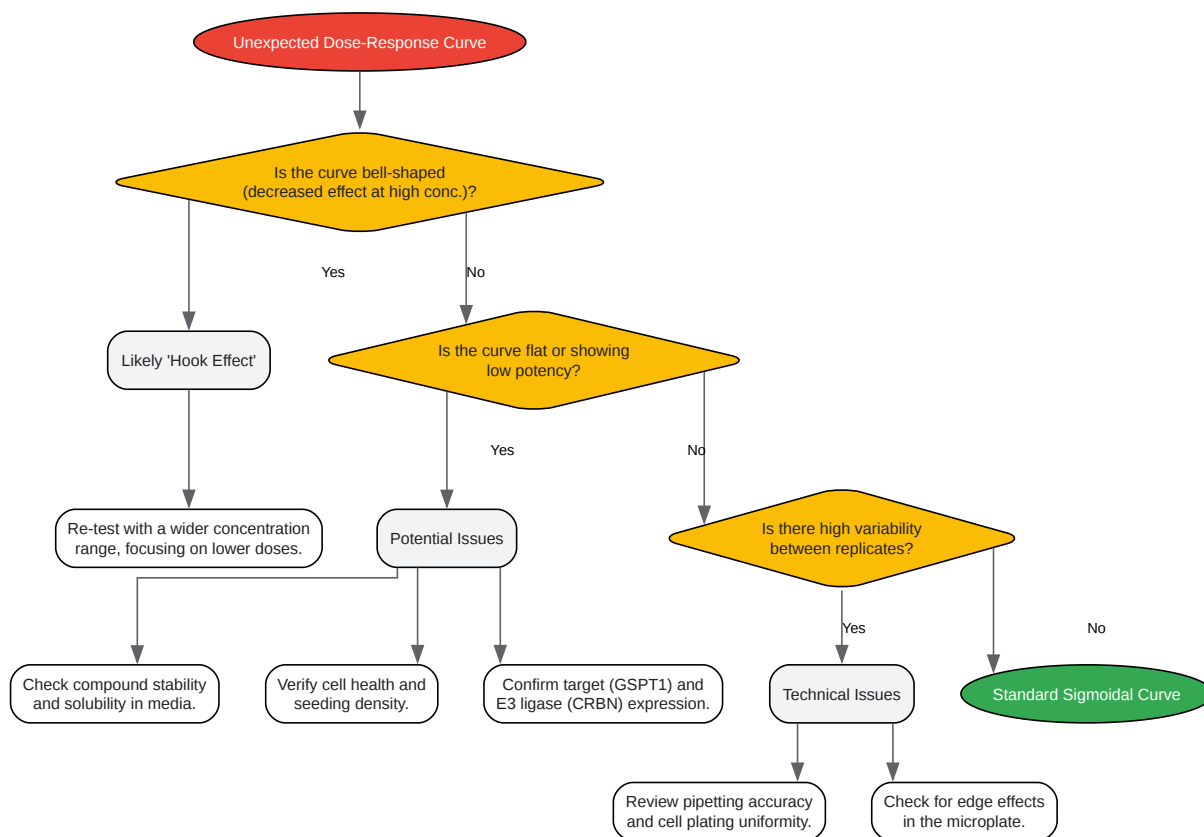 Unexpected Dose-Response Curve
Is the curve bell-shaped
(decreased effect at high conc.)?
Yes
No
Likely 'Hook Effect'
Is the curve flat or showing
low potency?
Yes
No
Re-test with a wider concentration
range, focusing on lower doses.
Potential Issues
Is there high variability
between replicates?
Yes
No
Check compound stability
and solubility in media.
Verify cell health and
seeding density.
Confirm target (GSPT1) and
E3 ligase (CRBN) expression.
Technical Issues
Standard Sigmoidal Curve
Review pipetting accuracy
and cell plating uniformity.
Check for edge effects
in the microplate.